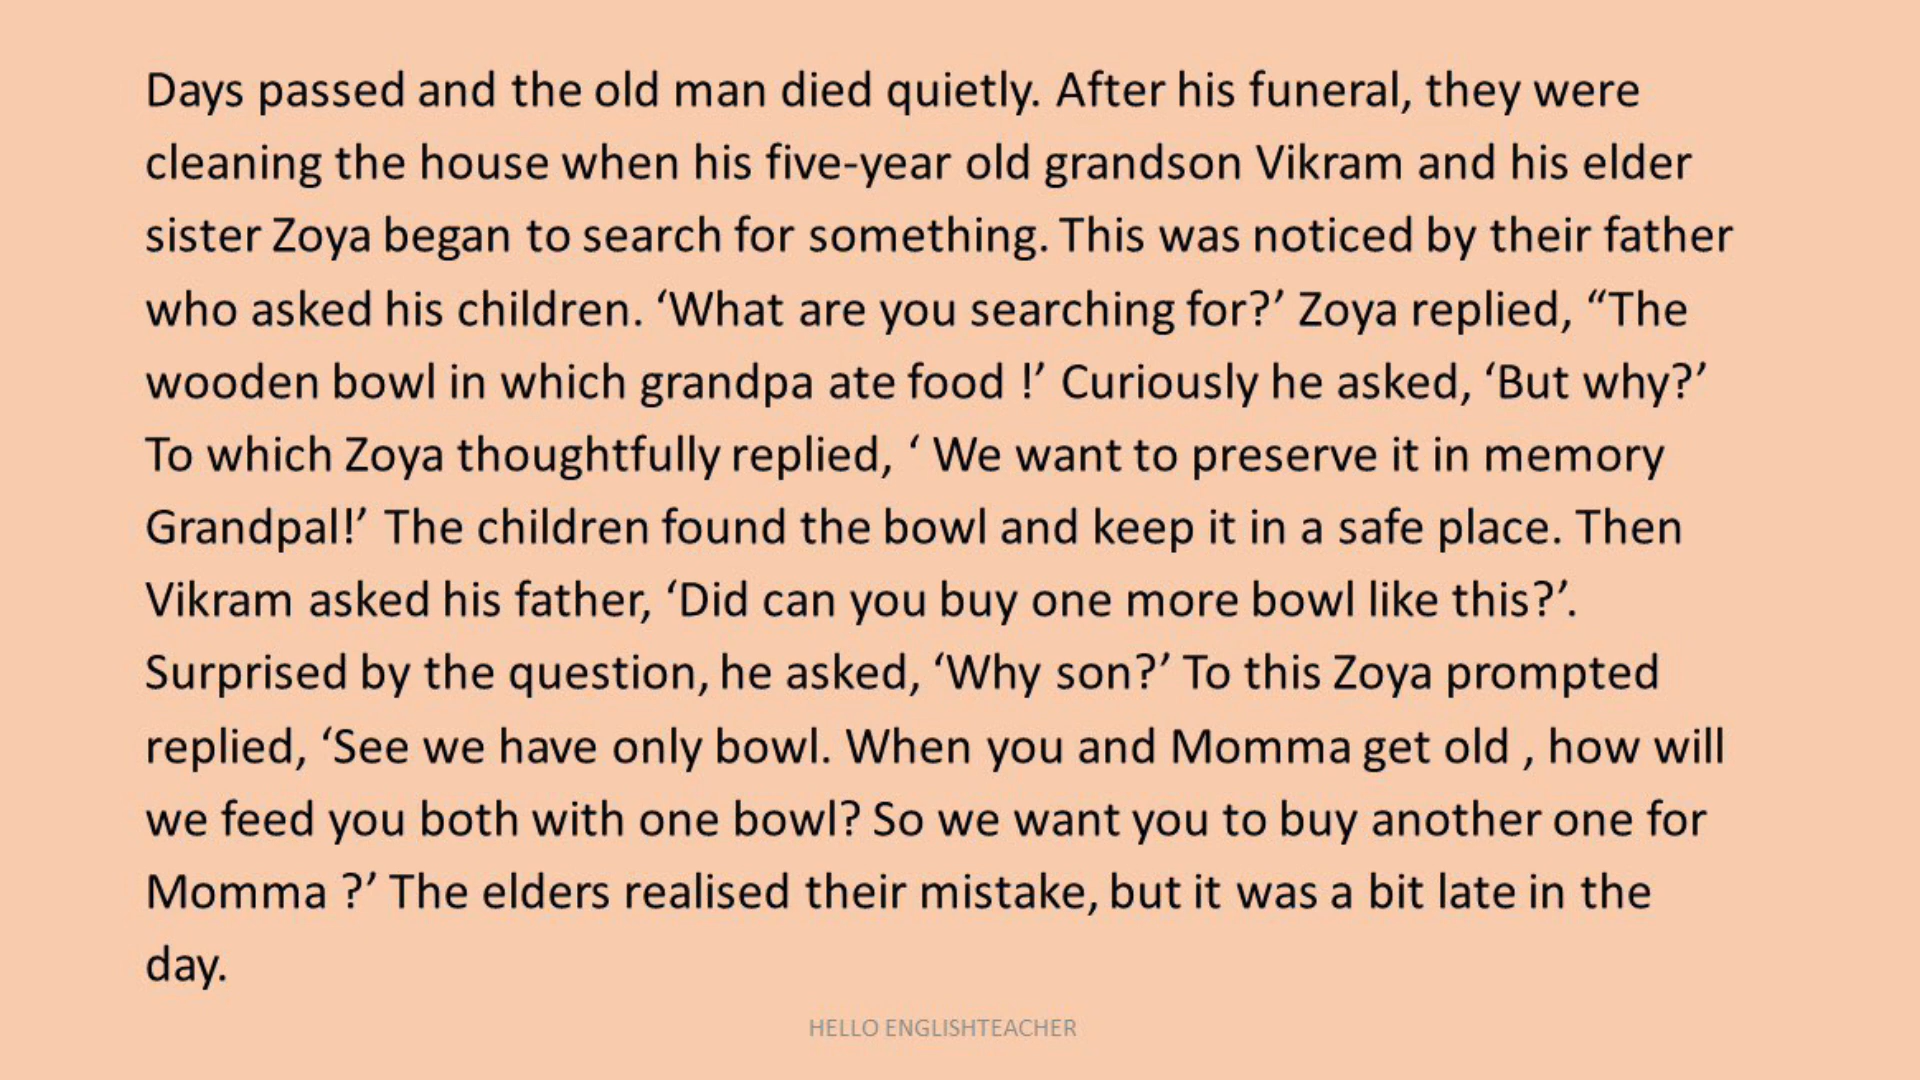 Days passed and the old man died quietly. After his funeral, they were
cleaning the house when his five-year old grandson Vikram and his elder
sister Zoya began to search for something. This was noticed by their father
who asked his children. ‘What are you searching for?’ Zoya replied, “The
wooden bowl in which grandpa ate food !’ Curiously he asked, ‘But why?’
To which Zoya thoughtfully replied, ‘ We want to preserve it in memory
Grandpal!’ The children found the bowl and keep it in a safe place. Then
Vikram asked his father, ‘Did can you buy one more bowl like this?’.
Surprised by the question, he asked, ‘Why son?’ To this Zoya prompted
replied, ‘See we have only bowl. When you and Momma get old , how will
we feed you both with one bowl? So we want you to buy another one for
Momma ?’ The elders realised their mistake, but it was a bit late in the
day.
HELLO ENGLISHTEACHER